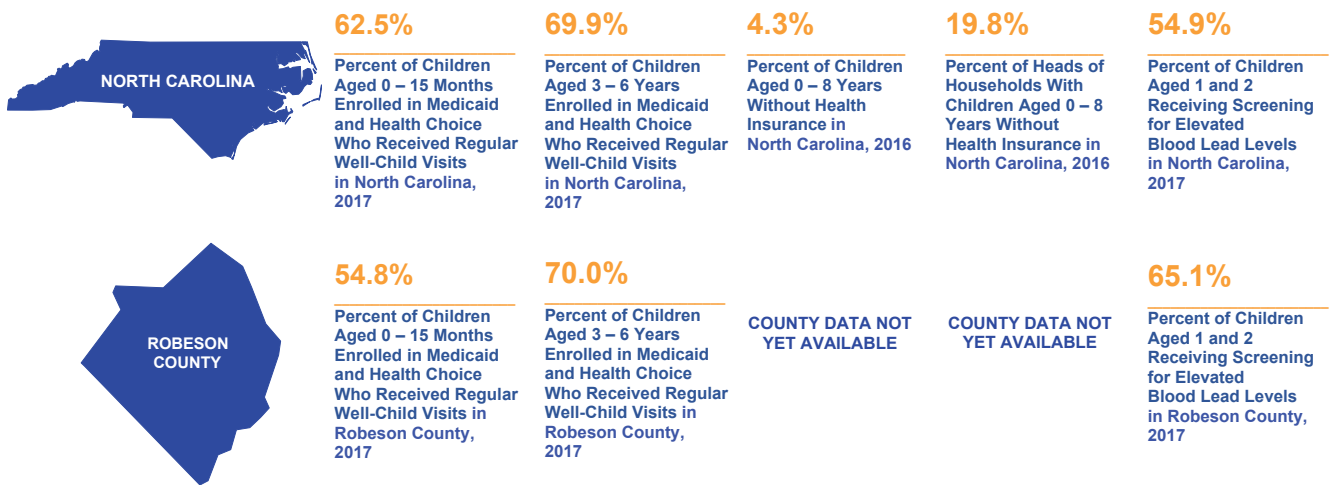 NORTH CAROLINA
62.5%
Percent of Children
Aged 0 – 15 Months
Enrolled in Medicaid
and Health Choice
Who Received Regular
Well-Child Visits
in North Carolina,
2017
69.9%
Percent of Children
Aged 3 – 6 Years
Enrolled in Medicaid
and Health Choice
Who Received Regular
Well-Child Visits
in North Carolina,
2017
4.3%
Percent of Children
Aged 0 – 8 Years
Without Health
Insurance in
North Carolina, 2016
19.8%
Percent of Heads of
Households With
Children Aged 0 – 8
Years Without
Health Insurance in
North Carolina, 2016
54.9%
Percent of Children
Aged 1 and 2
Receiving Screening
for Elevated
Blood Lead Levels
in North Carolina,
2017
ROBESON
COUNTY
54.8%
Percent of Children
Aged 0 – 15 Months
Enrolled in Medicaid
and Health Choice
Who Received Regular
Well-Child Visits in
Robeson County,
2017
70.0%
Percent of Children
Aged 3 – 6 Years
Enrolled in Medicaid
and Health Choice
Who Received Regular
Well-Child Visits in
Robeson County,
2017
COUNTY DATA NOT
YET AVAILABLE
COUNTY DATA NOT
YET AVAILABLE
65.1%
Percent of Children
Aged 1 and 2
Receiving Screening
for Elevated
Blood Lead Levels
in Robeson County,
2017